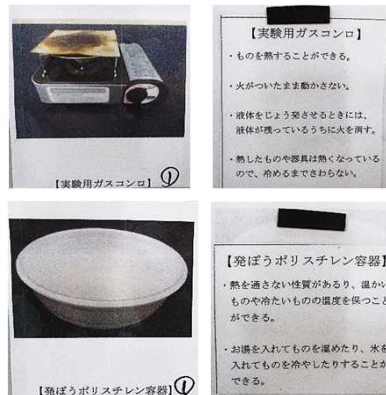 【実験用ガスコンロ】①
【実験用ガスコンロ】
・ものを熱することができる。
・火がついたまま動かさない。
・液体をじょう発させるときには、
液体が残っているうちに火を消す。
・熱したものや器具は熱くなっている
ので、冷めるまでさわらない。
【発ぽうポリスチレン容器】①
【発ぽうポリスチレン容器】
・熱を通さない性質があり、温かい
ものや冷たいものの温度を保つこと
ができる。
・お湯を入れてものを温めたり、氷を
入れてものを冷やしたりすることが
できる。